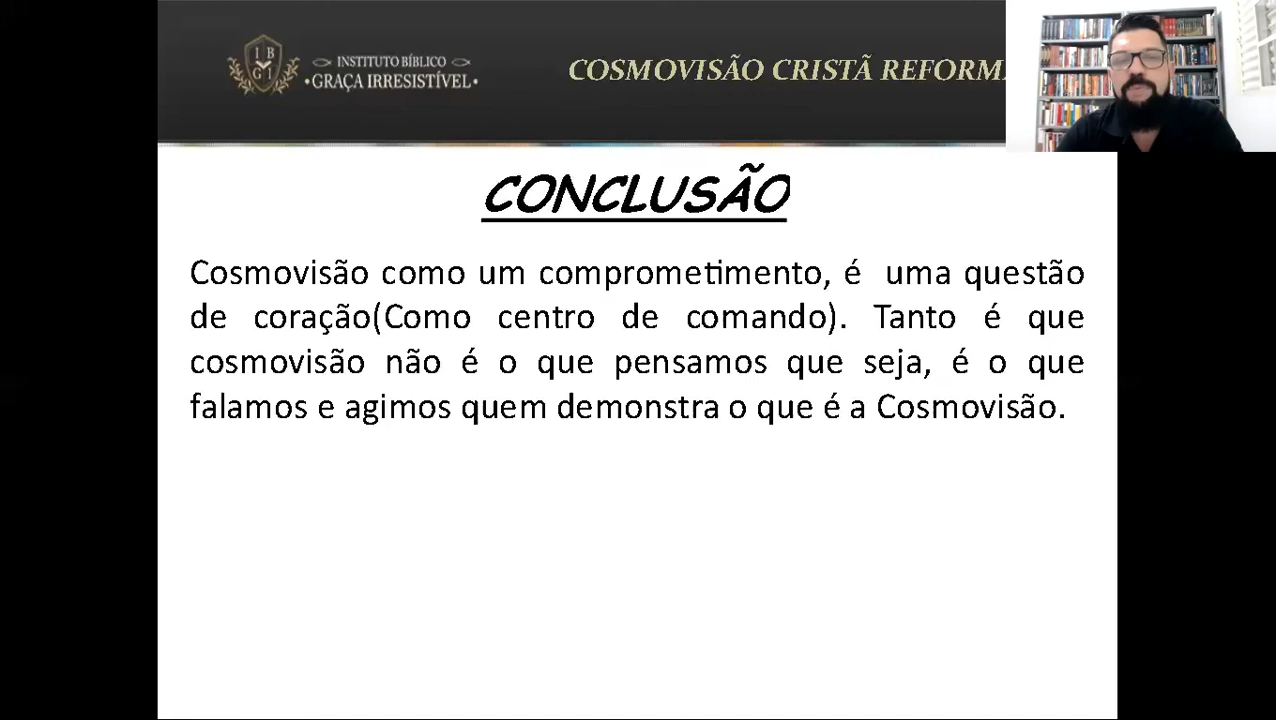 I B
G I
INSTITUTO BÍBLICO
•GRAÇA IRRESISTÍVEL•
COSMOVISÃO CRISTÃ REFORM
CONCLUSÃO
Cosmovisão como um comprometimento, é uma questão
de coração(Como centro de comando). Tanto é que
cosmovisão não é o que pensamos que seja, é o que
falamos e agimos quem demonstra o que é a Cosmovisão.